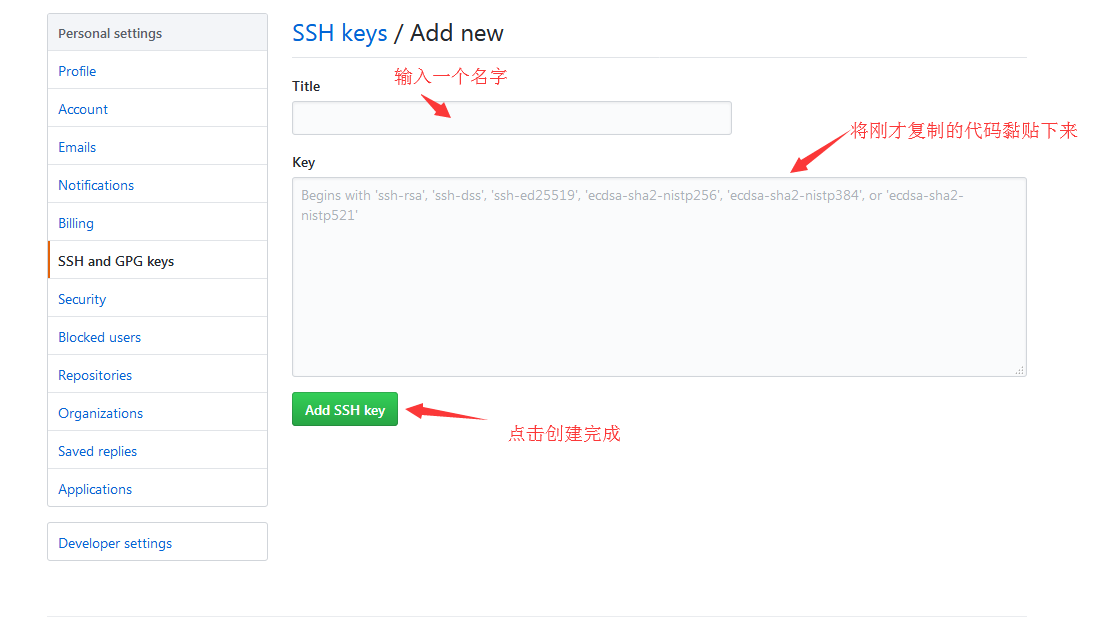 Personal settings
Profile
Account
Emails
Notifications
Billing
SSH and GPG keys
Security
Blocked users
Repositories
Organizations
Saved replies
Applications
Developer settings
SSH keys / Add new
输入一个名字
Title
将刚才复制的代码黏贴下来
Key
Begins with 'ssh-rsa', 'ssh-dss', 'ssh-ed25519', 'ecdsa-sha2-nistp256', 'ecdsa-sha2-nistp384', or 'ecdsa-sha2-
nistp521'
Add SSH key
点击创建完成